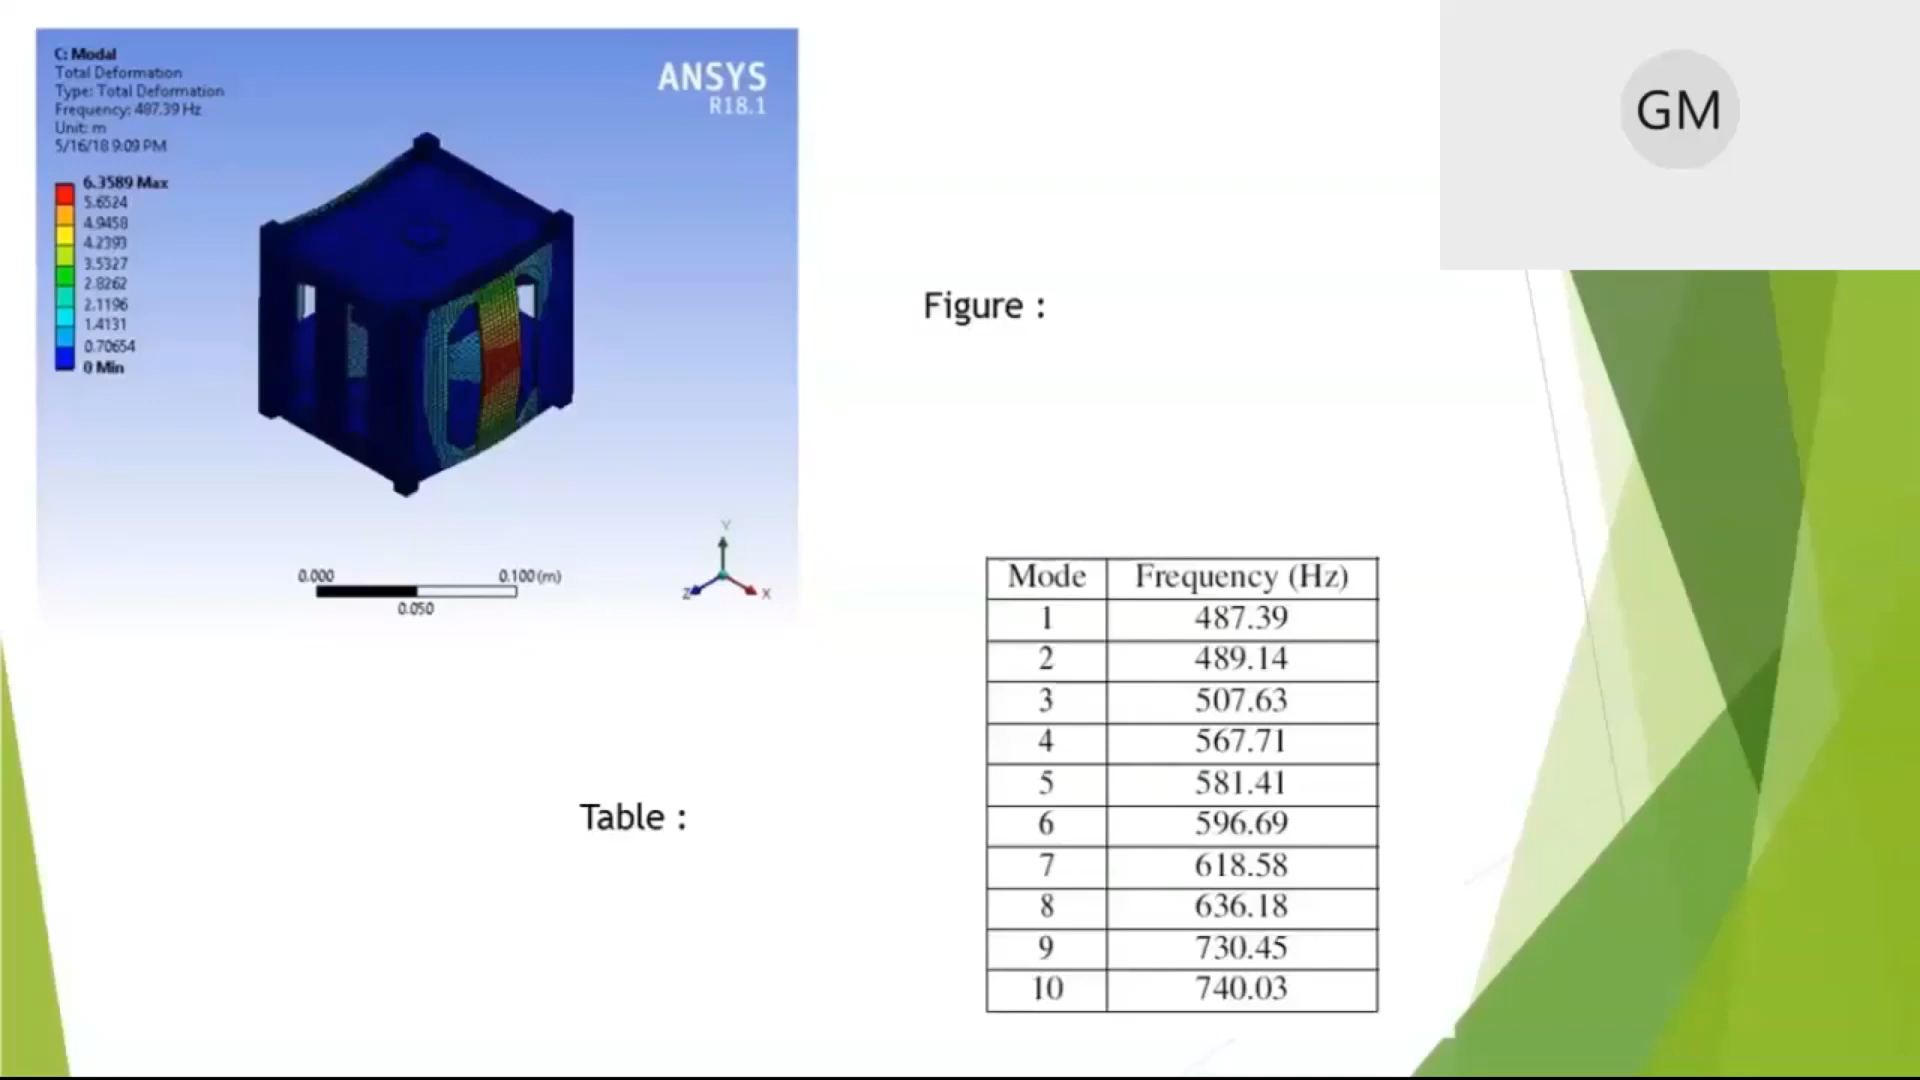 C: Modal
Total Deformation
Type: Total Deformation
Frequency: 487.39 Hz
Unit: m
5/16/18 9:09 PM
ANSYS
R18.1
6.3589 Max
5.6524
4.9458
4.2393
3.5327
2.8262
2.1196
1.4131
0.70654
0 Min
0.000
0.100 (m)
0.050
Y
Z
X
GM
Figure :
Table :
Mode Frequency (Hz)
1 487.39
2 489.14
3 507.63
4 567.71
5 581.41
6 596.69
7 618.58
8 636.18
9 730.45
10 740.03